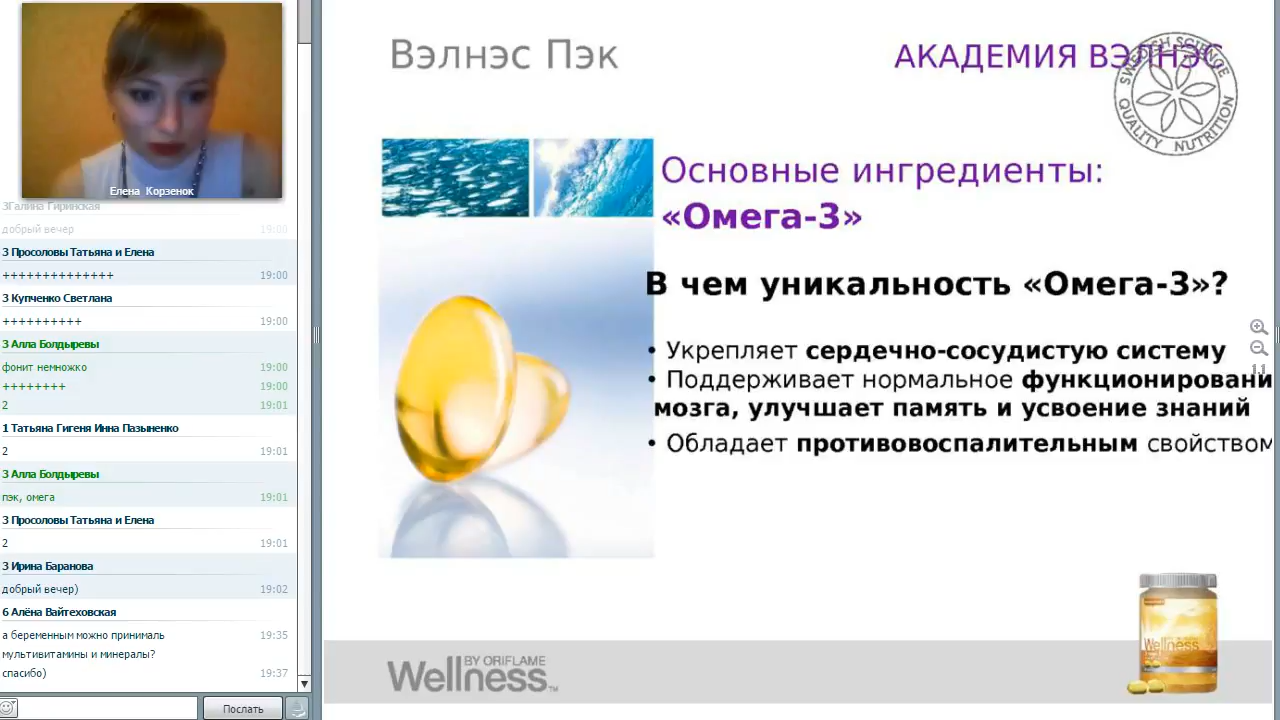 Елена Корзенок
3Галина Гиринская
добрый вечер 19:00
3 Просоловы Татьяна и Елена
++++++++++++++ 19:00
3 Купченко Светлана
++++++++++ 19:00
3 Алла Болдыревы
фонит немножко 19:00
++++++++ 19:00
2 19:01
1 Татьяна Гигеня Инна Пазыненко
2 19:01
3 Алла Болдыревы
пэк, омега 19:01
3 Просоловы Татьяна и Елена
2 19:01
3 Ирина Баранова
добрый вечер) 19:02
6 Алёна Вайтеховская
а беременным можно прималь 19:35
мультивитамины и минералы?
спасибо) 19:37
Послать
Вэлнэс Пэк
АКАДЕМИЯ ВЭЛНЭС
SWEDISH SCIENCE
QUALITY NUTRITION
Основные ингредиенты:
«Омега-3»
В чем уникальность «Омега-3»?
• Укрепляет сердечно-сосудистую систему
• Поддерживает нормальное функционировани
мозга, улучшает память и усвоение знаний
• Обладает противовоспалительным свойством
1:1
Wellness
BY ORIFLAME
Wellness™